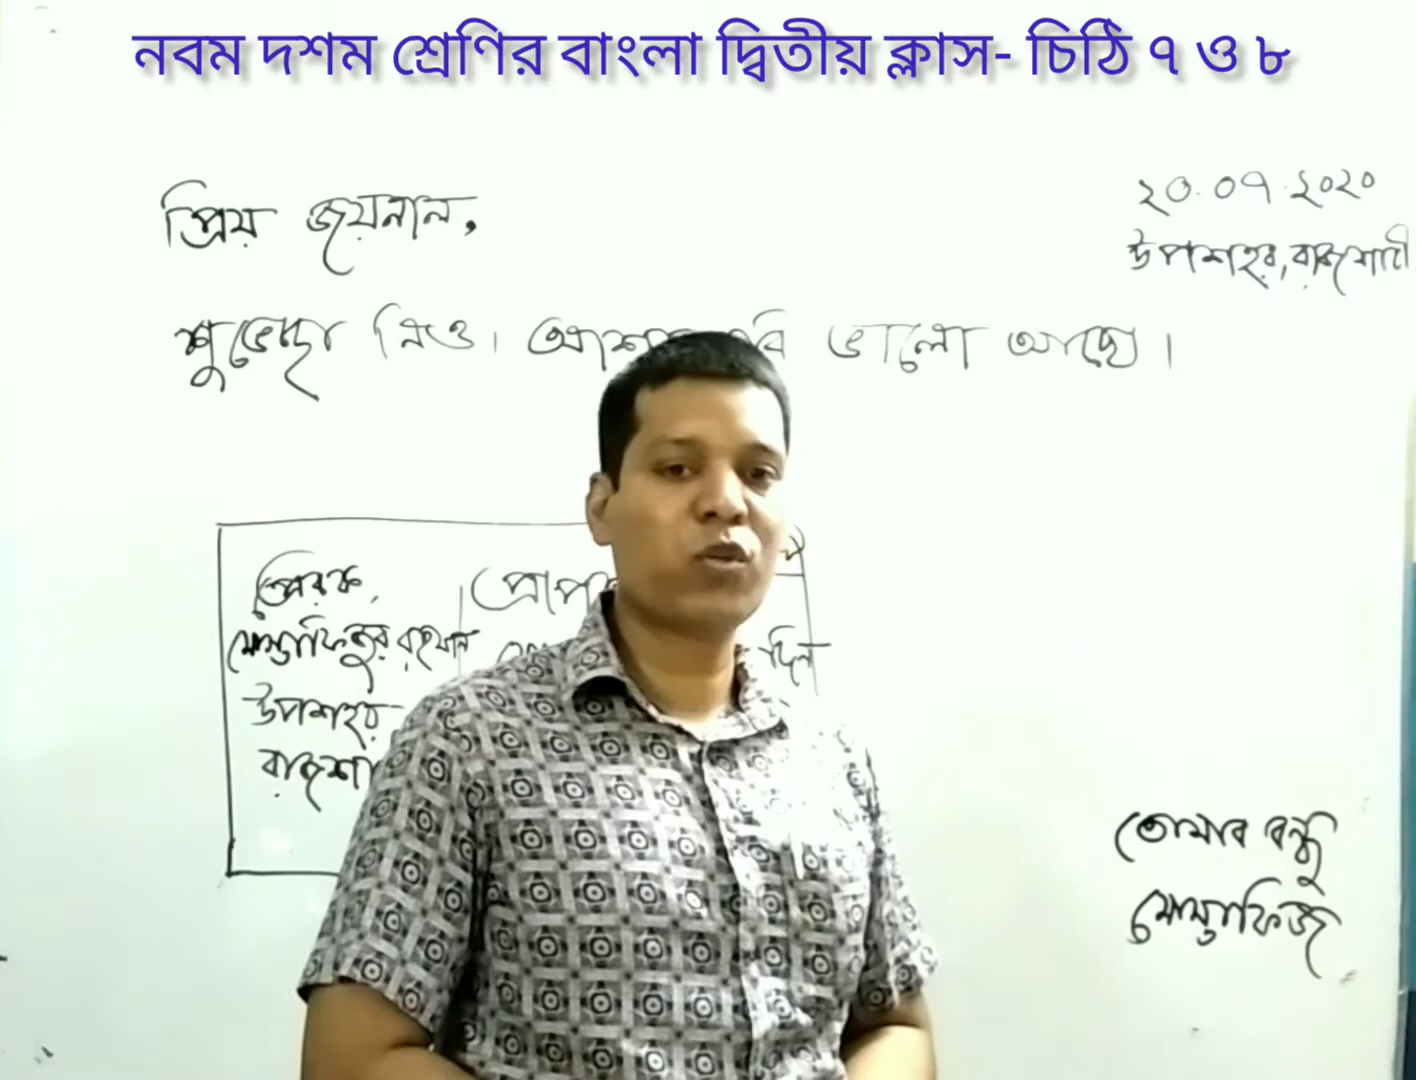 নবম দশম শ্রেণির বাংলা দ্বিতীয় ক্লাস- চিঠি ৭ ও ৮
২০.০৭.২০২০
উপশহর, রাজশাহী
প্রিয় জয়নাল,
শুভেচ্ছা নিও। ভালো আছো।
প্রেরক,
মোস্তাফিজুর রহমান
উপশহর
তোমার বন্ধু
মোস্তাফিজ